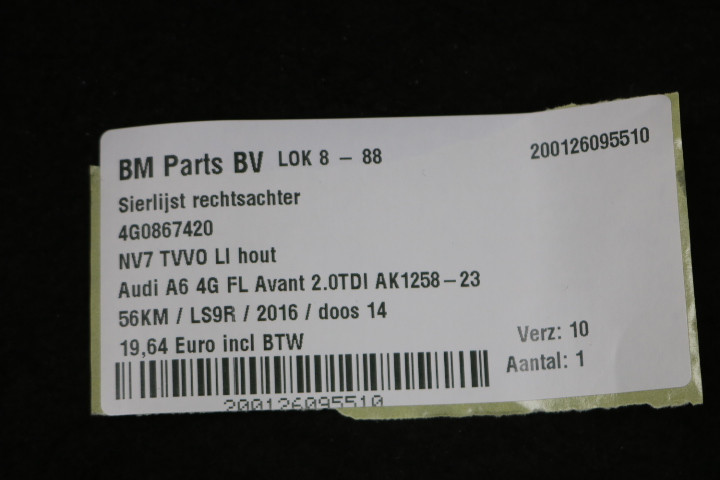 BM Parts BV LOK 8 - 88 200126095510
Sierlijst rechtsachter
4G0867420
NV7 TVVO LI hout
Audi A6 4G FL Avant 2.0TDI AK1258-23
56KM / LS9R / 2016 / doos 14
19,64 Euro incl BTW
Verz: 10
Aantal: 1
200126095510